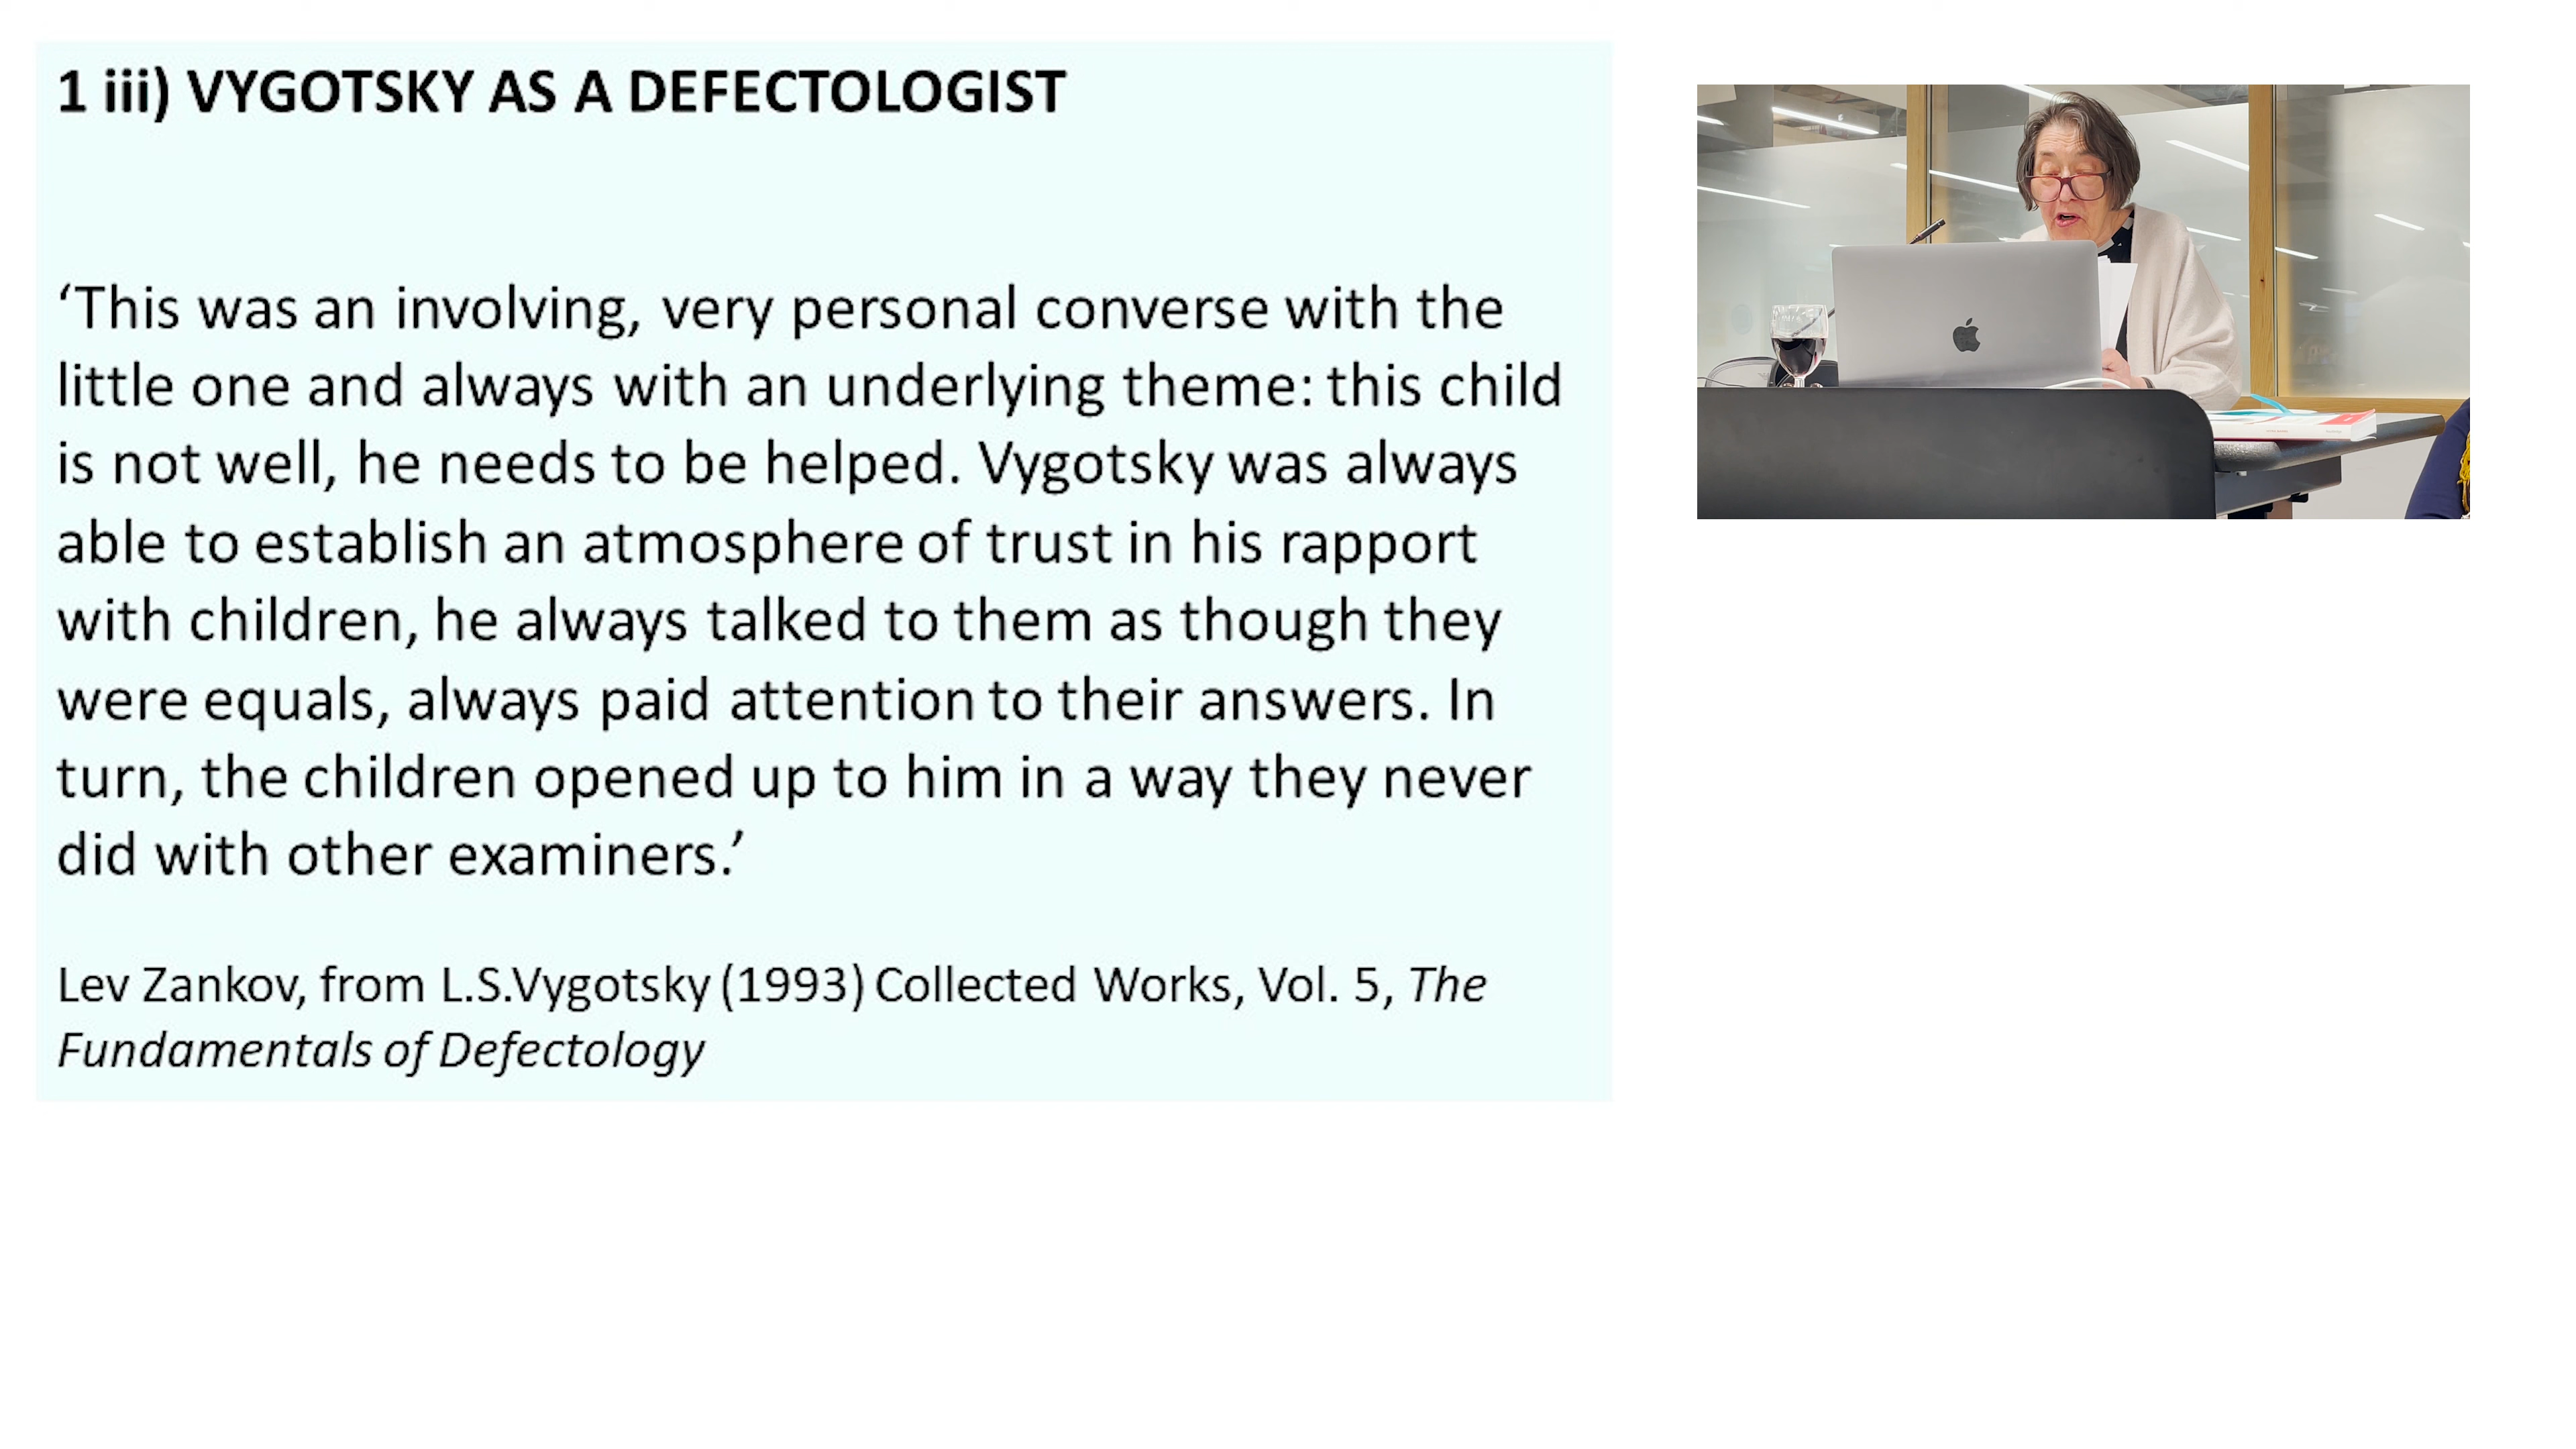 1 iii) VYGOTSKY AS A DEFECTOLOGIST
‘This was an involving, very personal converse with the
little one and always with an underlying theme: this child
is not well, he needs to be helped. Vygotsky was always
able to establish an atmosphere of trust in his rapport
with children, he always talked to them as though they
were equals, always paid attention to their answers. In
turn, the children opened up to him in a way they never
did with other examiners.’
Lev Zankov, from L.S.Vygotsky (1993) Collected Works, Vol. 5, The
Fundamentals of Defectology